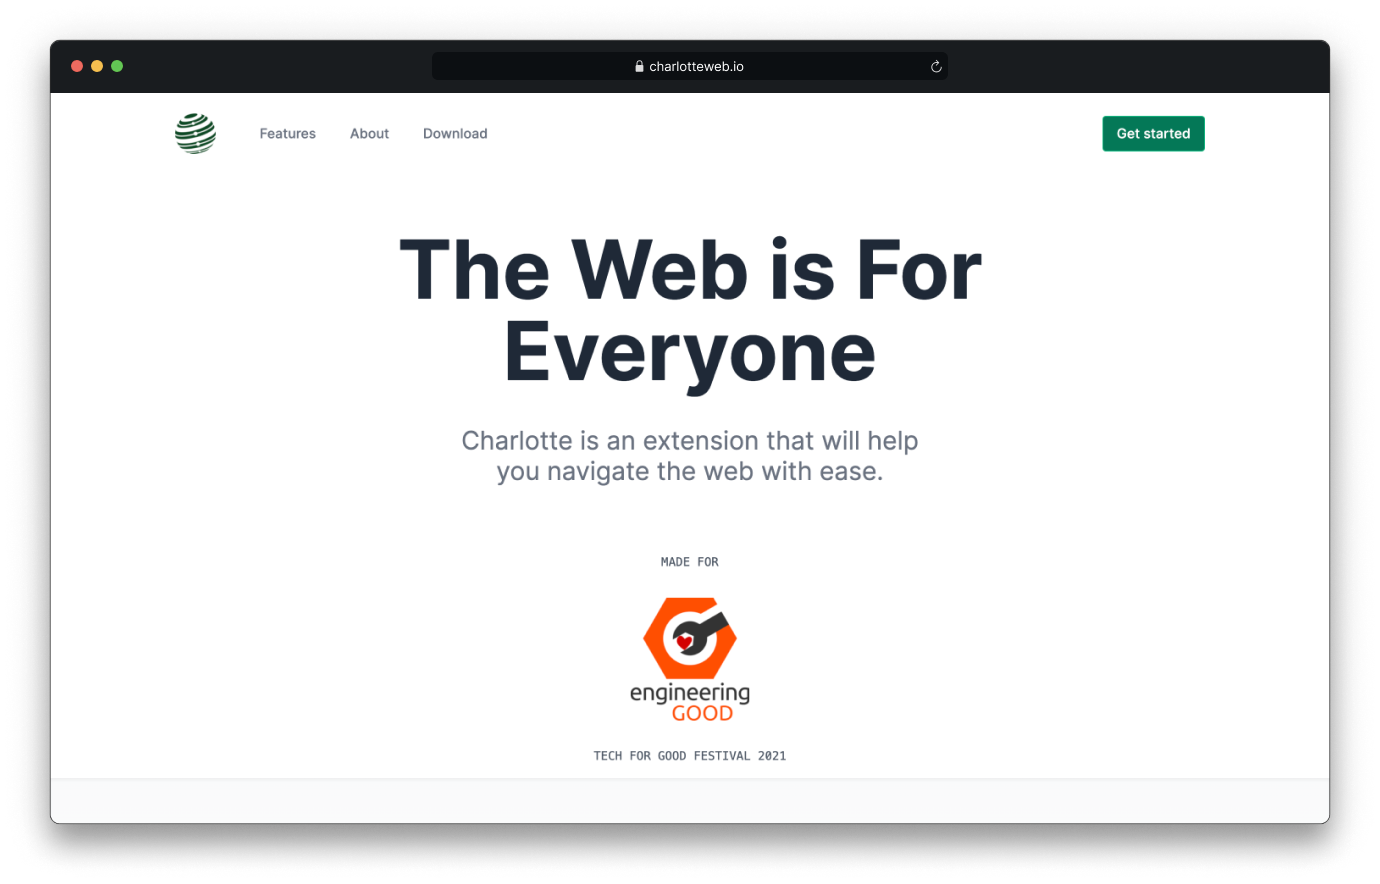 charlotteweb.io
Features About Download Get started
The Web is For
Everyone
Charlotte is an extension that will help
you navigate the web with ease.
MADE FOR
engineering
GOOD
TECH FOR GOOD FESTIVAL 2021